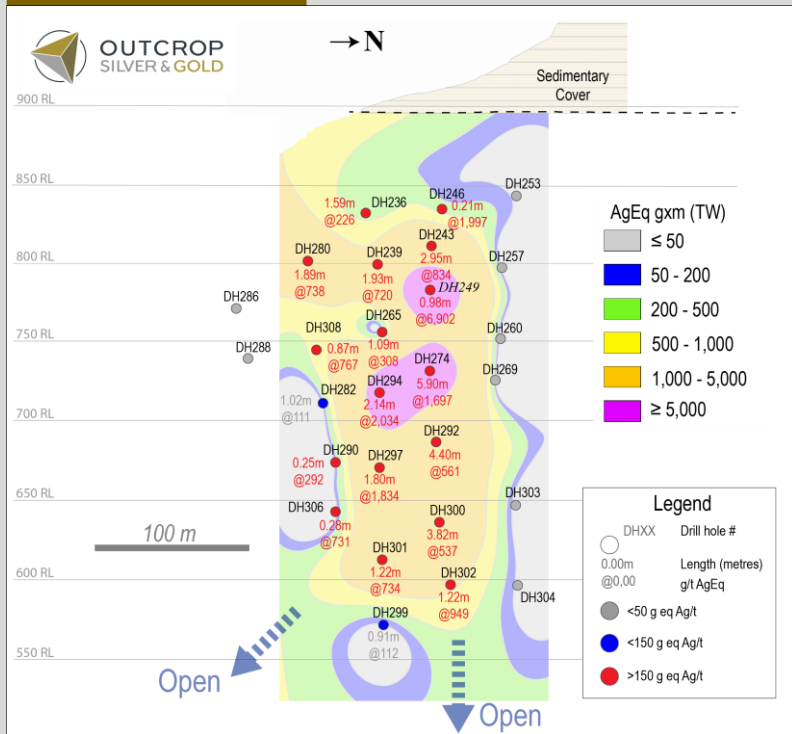 OUTCROP
SILVER & GOLD
→ N
Sedimentary
Cover
900 RL
850 RL
800 RL
750 RL
700 RL
650 RL
600 RL
550 RL
DH253
DH246
0.21m
@1,997
DH236
1.59m
@226
DH243
2.95m
@834
DH257
DH239
1.93m
@720
DH280
1.89m
@738
DH249
0.98m
@6,902
DH286
DH265
1.09m
@308
DH260
DH308
0.87m
@767
DH288
DH274
5.90m
@1,697
DH269
DH294
2.14m
@2,034
DH282
1.02m
@111
DH292
4.40m
@561
DH290
0.25m
@292
DH297
1.80m
@1,834
DH303
DH306
0.28m
@731
DH300
3.82m
@537
DH301
1.22m
@734
DH302
1.22m
@949
DH304
DH299
0.91m
@112
100 m
Open
Open
AgEq gxm (TW)
≤ 50
50 - 200
200 - 500
500 - 1,000
1,000 - 5,000
≥ 5,000
Legend
DHXX Drill hole #
0.00m Length (metres)
@0,00 g/t AgEq
<50 g eq Ag/t
<150 g eq Ag/t
>150 g eq Ag/t